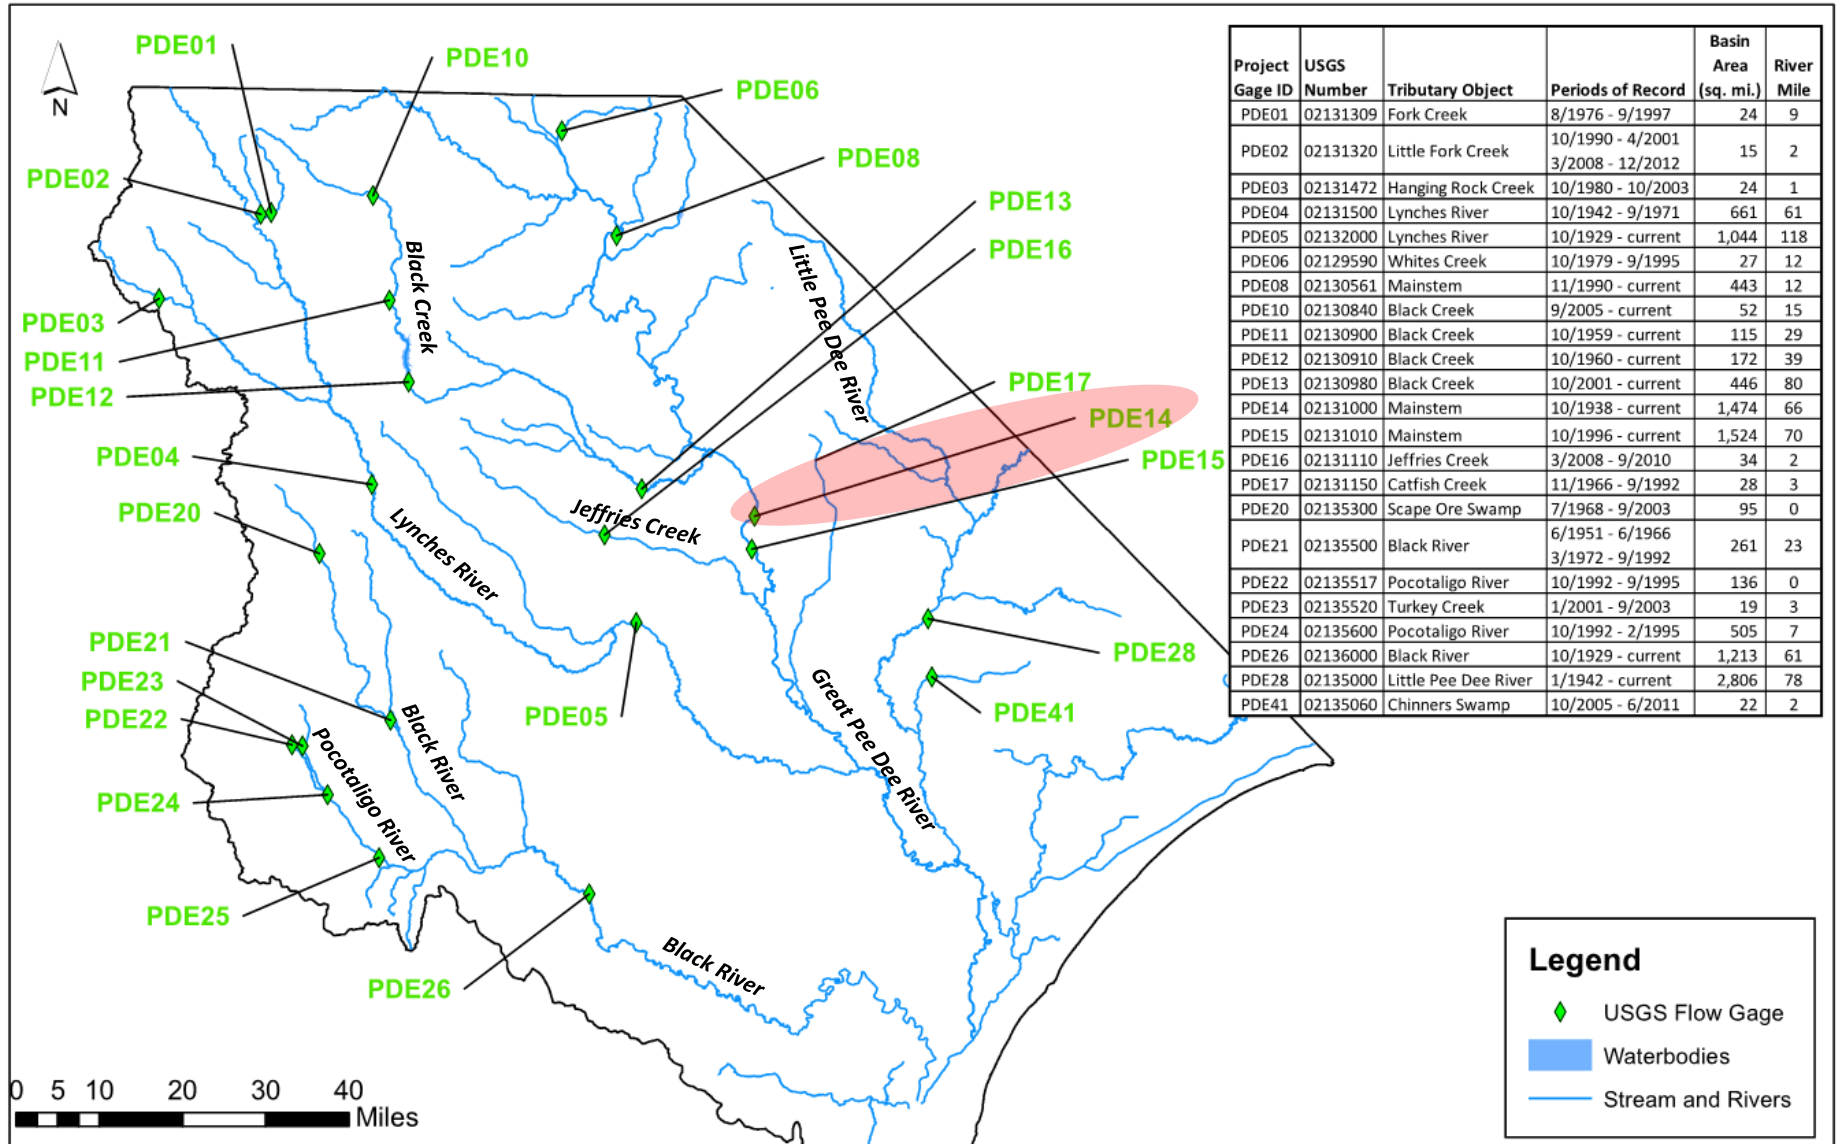 PDE01
PDE10
PDE06
N
PDE08
PDE02
PDE13
PDE16
Black Creek
Little Pee Dee River
PDE03
PDE11
PDE12
PDE17
PDE14
PDE04
PDE15
PDE20
Jeffries Creek
Lynches River
PDE21
PDE28
PDE23
PDE22
PDE05
PDE41
Great Pee Dee River
Pocotaligo River
Black River
PDE24
PDE25
PDE26
Black River
0 5 10 20 30 40
Miles
Project Gage ID USGS Number Tributary Object Periods of Record Basin Area (sq. mi.) River Mile
PDE01 02131309 Fork Creek 8/1976 - 9/1997 24 9
PDE02 02131320 Little Fork Creek 10/1990 - 4/2001 15 2
3/2008 - 12/2012
PDE03 02131472 Hanging Rock Creek 10/1980 - 10/2003 24 1
PDE04 02131500 Lynches River 10/1942 - 9/1971 661 61
PDE05 02132000 Lynches River 10/1929 - current 1,044 118
PDE06 02129590 Whites Creek 10/1979 - 9/1995 27 12
PDE08 02130561 Mainstem 11/1990 - current 443 12
PDE10 02130840 Black Creek 9/2005 - current 52 15
PDE11 02130900 Black Creek 10/1959 - current 115 29
PDE12 02130910 Black Creek 10/1960 - current 172 39
PDE13 02130980 Black Creek 10/2001 - current 446 80
PDE14 02131000 Mainstem 10/1938 - current 1,474 66
PDE15 02131010 Mainstem 10/1996 - current 1,524 70
PDE16 02131110 Jeffries Creek 3/2008 - 9/2010 34 2
PDE17 02131150 Catfish Creek 11/1966 - 9/1992 28 3
PDE20 02135300 Scape Ore Swamp 7/1968 - 9/2003 95 0
PDE21 02135500 Black River 6/1951 - 6/1966 261 23
3/1972 - 9/1992
PDE22 02135517 Pocotaligo River 10/1992 - 9/1995 136 0
PDE23 02135520 Turkey Creek 1/2001 - 9/2003 19 3
PDE24 02135600 Pocotaligo River 10/1992 - 2/1995 505 7
PDE26 02136000 Black River 10/1929 - current 1,213 61
PDE28 02135000 Little Pee Dee River 1/1942 - current 2,806 78
PDE41 02135060 Chinners Swamp 10/2005 - 6/2011 22 2
Legend
USGS Flow Gage
Waterbodies
Stream and Rivers